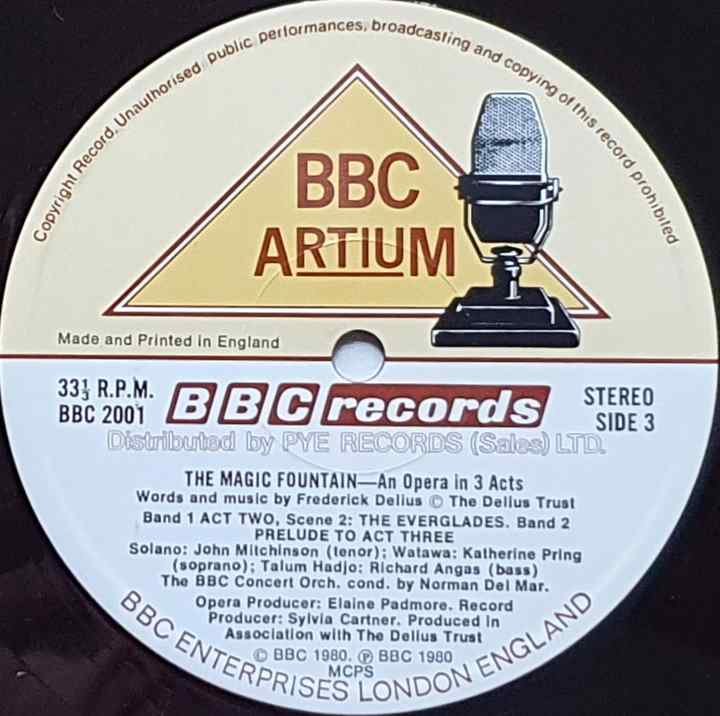 Copyright Record. Unauthorised public performances, broadcasting and copying of this record prohibited
BBC
ARTIUM
Made and Printed in England
33⅓ R.P.M.
BBC 2001
BBC records
STEREO
SIDE 3
Distributed by PYE RECORDS (Sales) LTD.
THE MAGIC FOUNTAIN—An Opera in 3 Acts
Words and music by Frederick Delius © The Delius Trust
Band 1 ACT TWO, Scene 2: THE EVERGLADES. Band 2
PRELUDE TO ACT THREE
Solano: John Mitchinson (tenor); Watawa: Katherine Pring
(soprano); Talum Hadjo: Richard Angas (bass)
The BBC Concert Orch. cond. by Norman Del Mar.
Opera Producer: Elaine Padmore. Record
Producer: Sylvia Cartner. Produced in
Association with The Delius Trust
© BBC 1980. ℗ BBC 1980
MCPS
BBC ENTERPRISES LONDON ENGLAND